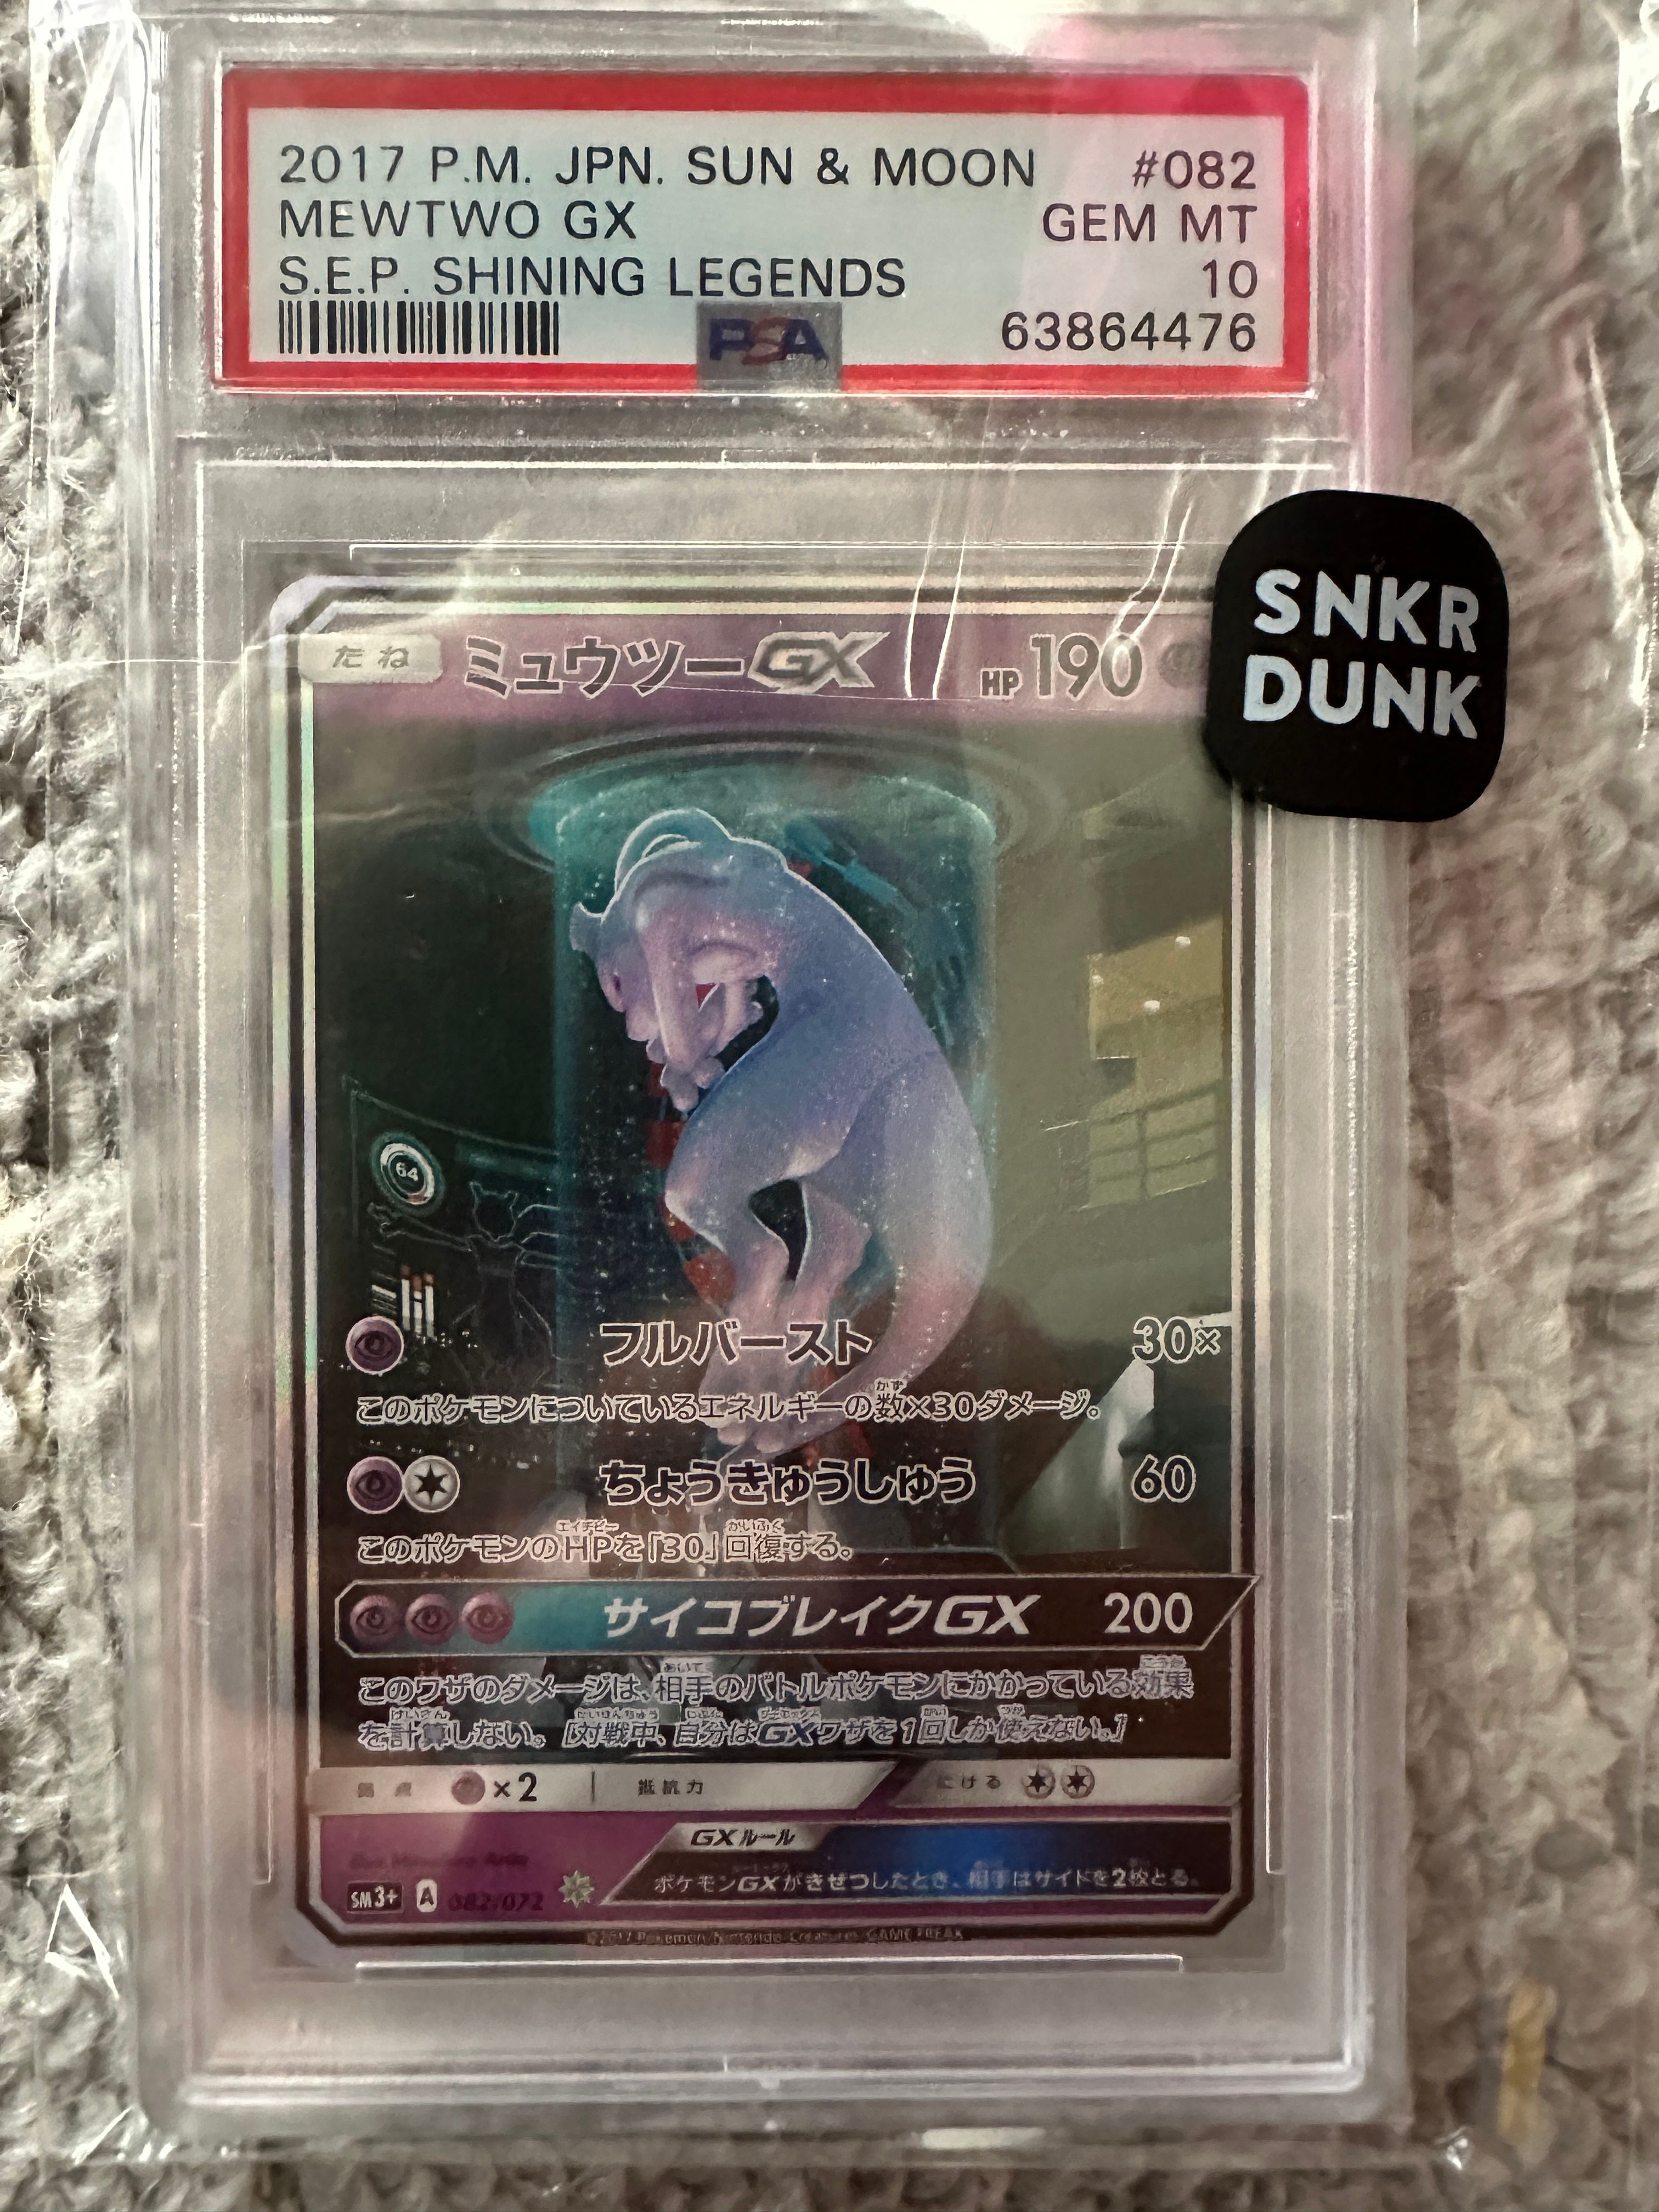 2017 P.M. JPN. SUN & MOON #082
MEWTWO GX GEM MT
S.E.P. SHINING LEGENDS 10
PSA 63864476
SNKR
DUNK
たね ミュウツーGX HP 190
64
フルバースト 30×
このポケモンについているエネルギーの数×30ダメージ。
ちょうきゅうしゅう 60
このポケモンのHPを「30」回復する。
サイコブレイクGX 200
このワザのダメージは、相手のバトルポケモンにかかっている効果
を計算しない。[対戦中、自分はGXワザを1回しか使えない。]
弱点 ×2 抵抗力 にげる
GXルール
ポケモンGXがきぜつしたとき、相手はサイドを2枚とる。
SM3+ A 082/072
©2017 Pokémon/Nintendo/Creatures/GAME FREAK